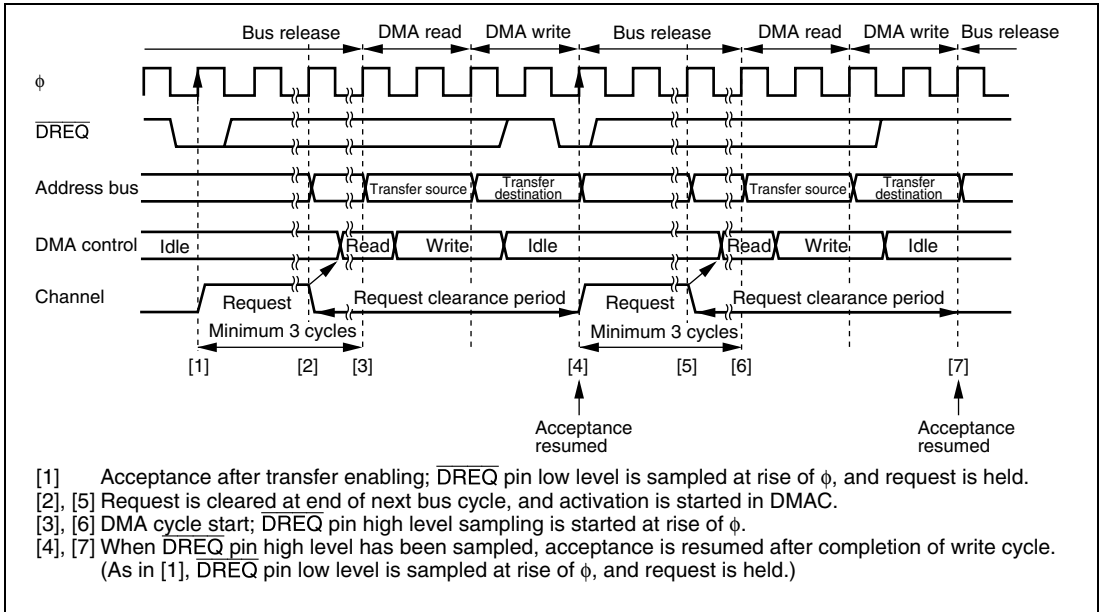 Bus release DMA read DMA write Bus release DMA read DMA write Bus release
φ
DREQ
Address bus Transfer source Transfer destination Transfer source Transfer destination
DMA control Idle Read Write Idle Read Write Idle
Channel Request Request clearance period Request Request clearance period
Minimum 3 cycles Minimum 3 cycles
[1] [2] [3] [4] [5] [6] [7]
Acceptance resumed Acceptance resumed
[1] Acceptance after transfer enabling; DREQ pin low level is sampled at rise of φ, and request is held.
[2], [5] Request is cleared at end of next bus cycle, and activation is started in DMAC.
[3], [6] DMA cycle start; DREQ pin high level sampling is started at rise of φ.
[4], [7] When DREQ pin high level has been sampled, acceptance is resumed after completion of write cycle.
(As in [1], DREQ pin low level is sampled at rise of φ, and request is held.)